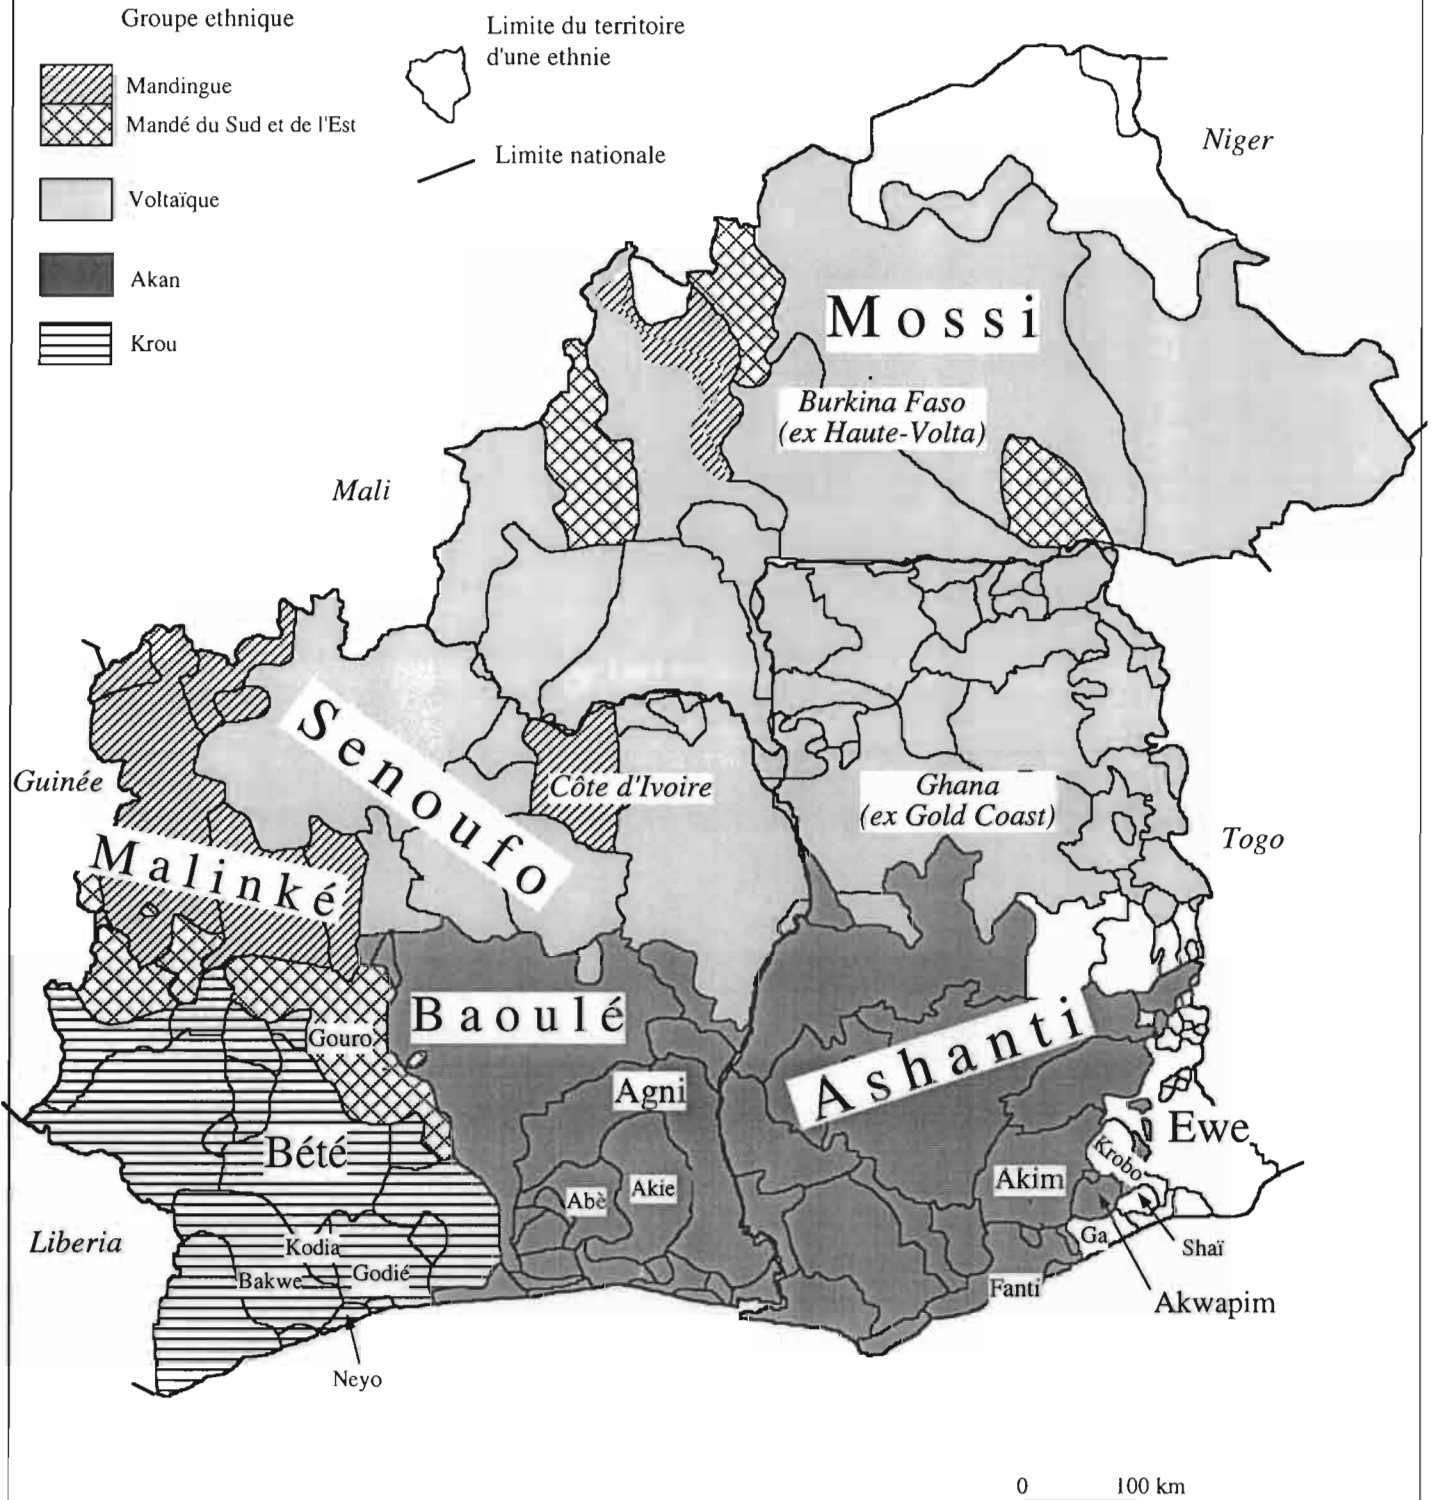 Groupe ethnique
Mandingue
Mandé du Sud et de l'Est
Voltaïque
Akan
Krou
Limite du territoire
d'une ethnie
Limite nationale
Niger
Mossi
Burkina Faso
(ex Haute-Volta)
Mali
Senoufo
Guinée
Côte d'Ivoire
Ghana
(ex Gold Coast)
Togo
Malinké
Baoulé
Gouro
Ashanti
Agni
Ewe
Bété
Krobo
Akim
Abè
Akie
Liberia
Kodia
Ga
Shaï
Bakwe
Godié
Fanti
Akwapim
Neyo
0 100 km